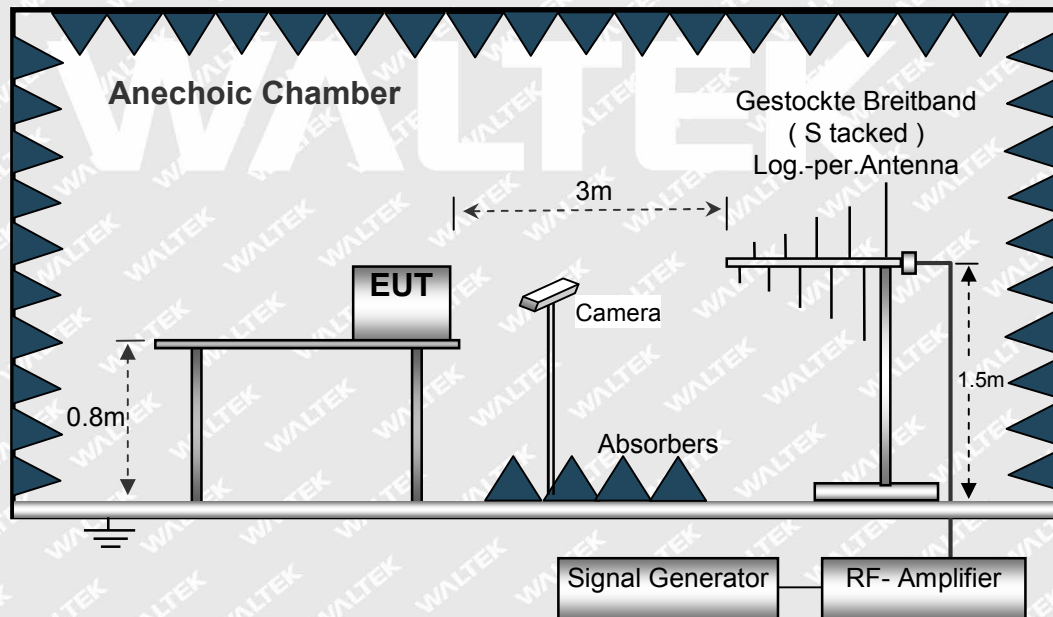 WALTEK
Anechoic Chamber
Gestockte Breitband
( S tacked )
Log.-per.Antenna
3m
EUT
Camera
1.5m
0.8m
Absorbers
Signal Generator
RF- Amplifier